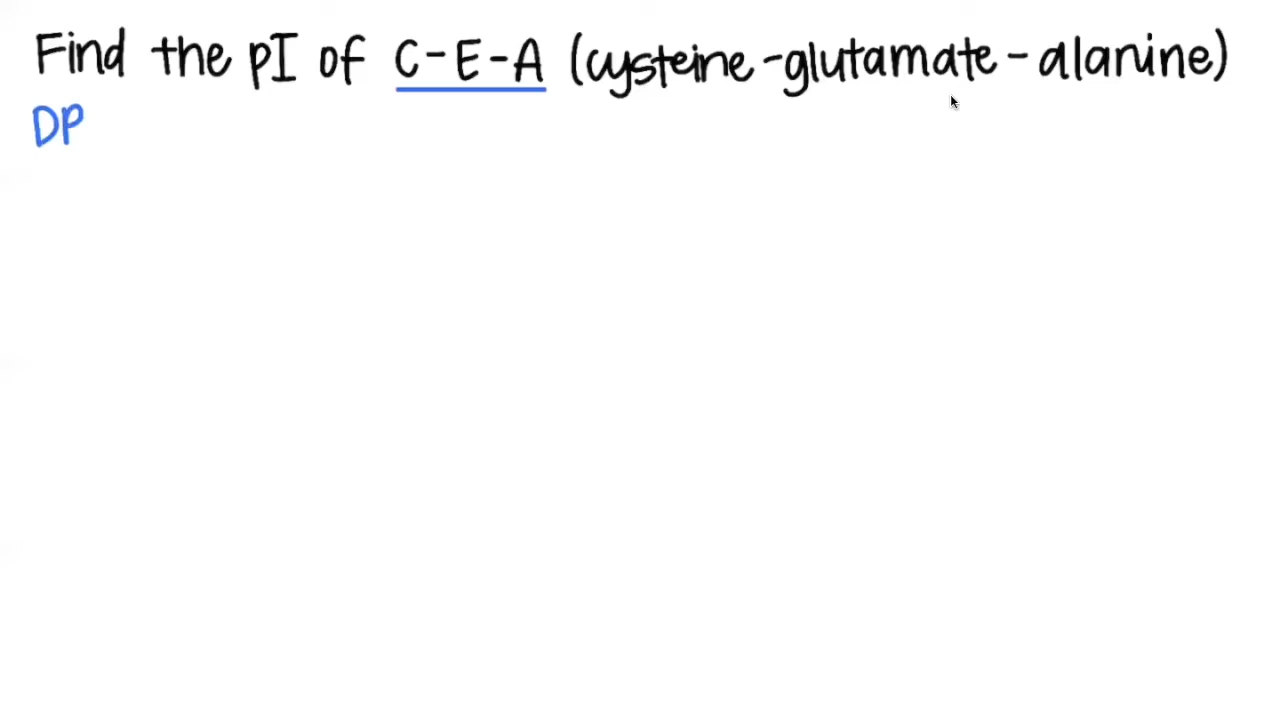 Find the pI of C-E-A (cysteine-glutamate-alanine)
DP